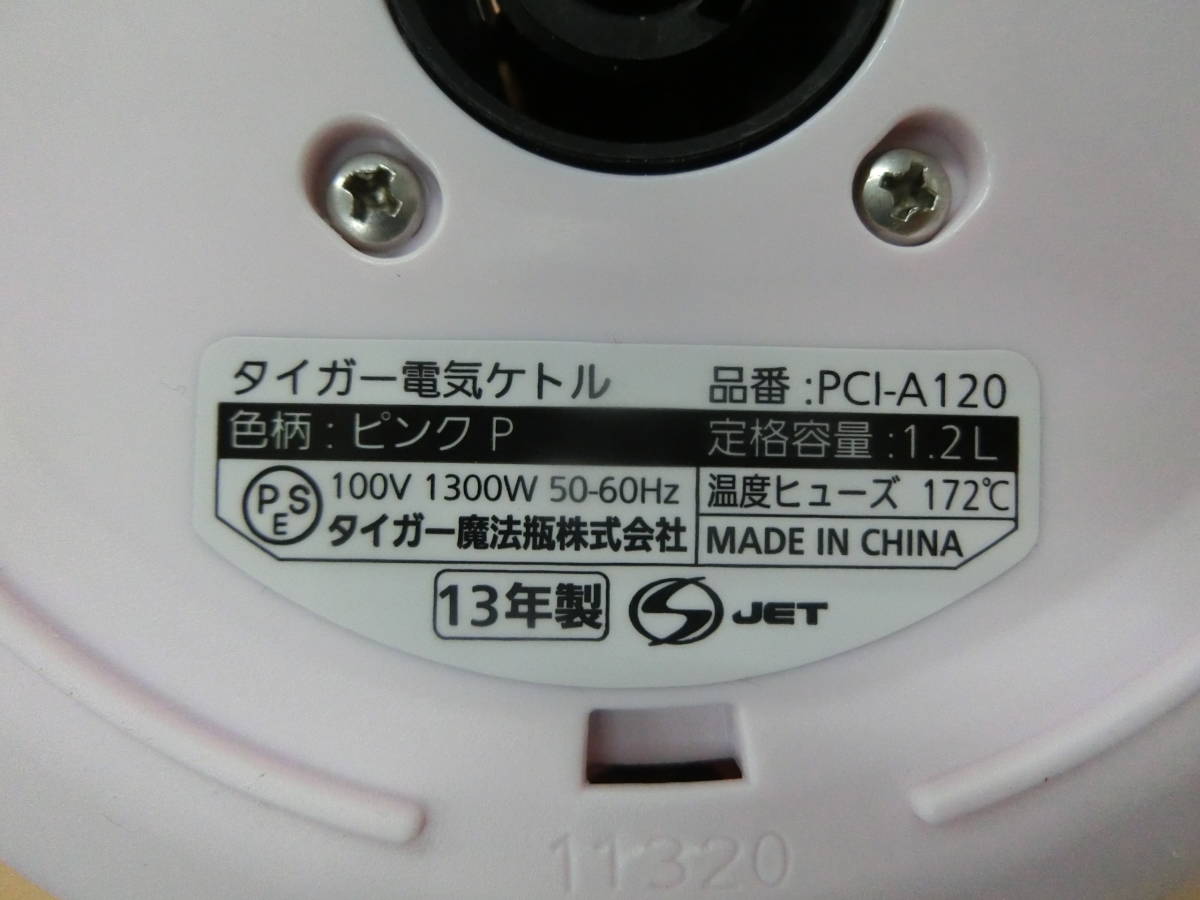 タイガー電気ケトル 品番:PCI-A120
色柄:ピンク P 定格容量:1.2L
PSE 100V 1300W 50-60Hz 温度ヒューズ 172℃
タイガー魔法瓶株式会社 MADE IN CHINA
13年製 S JET
11320